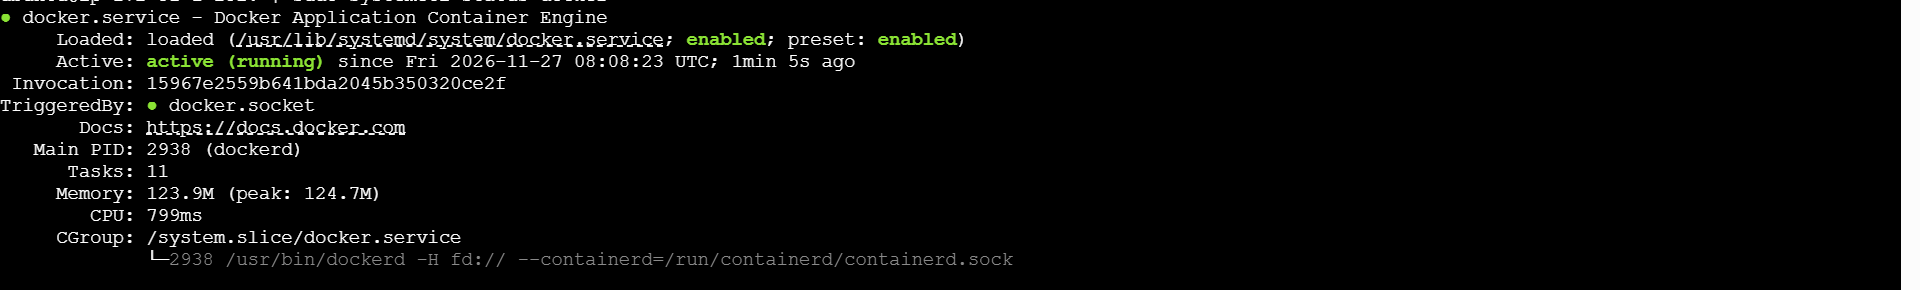 ● docker.service - Docker Application Container Engine
Loaded: loaded (/usr/lib/systemd/system/docker.service; enabled; preset: enabled)
Active: active (running) since Fri 2026-11-27 08:08:23 UTC; 1min 5s ago
Invocation: 15967e2559b641bda2045b350320ce2f
TriggeredBy: ● docker.socket
Docs: https://docs.docker.com
Main PID: 2938 (dockerd)
Tasks: 11
Memory: 123.9M (peak: 124.7M)
CPU: 799ms
CGroup: /system.slice/docker.service
└─2938 /usr/bin/dockerd -H fd:// --containerd=/run/containerd/containerd.sock